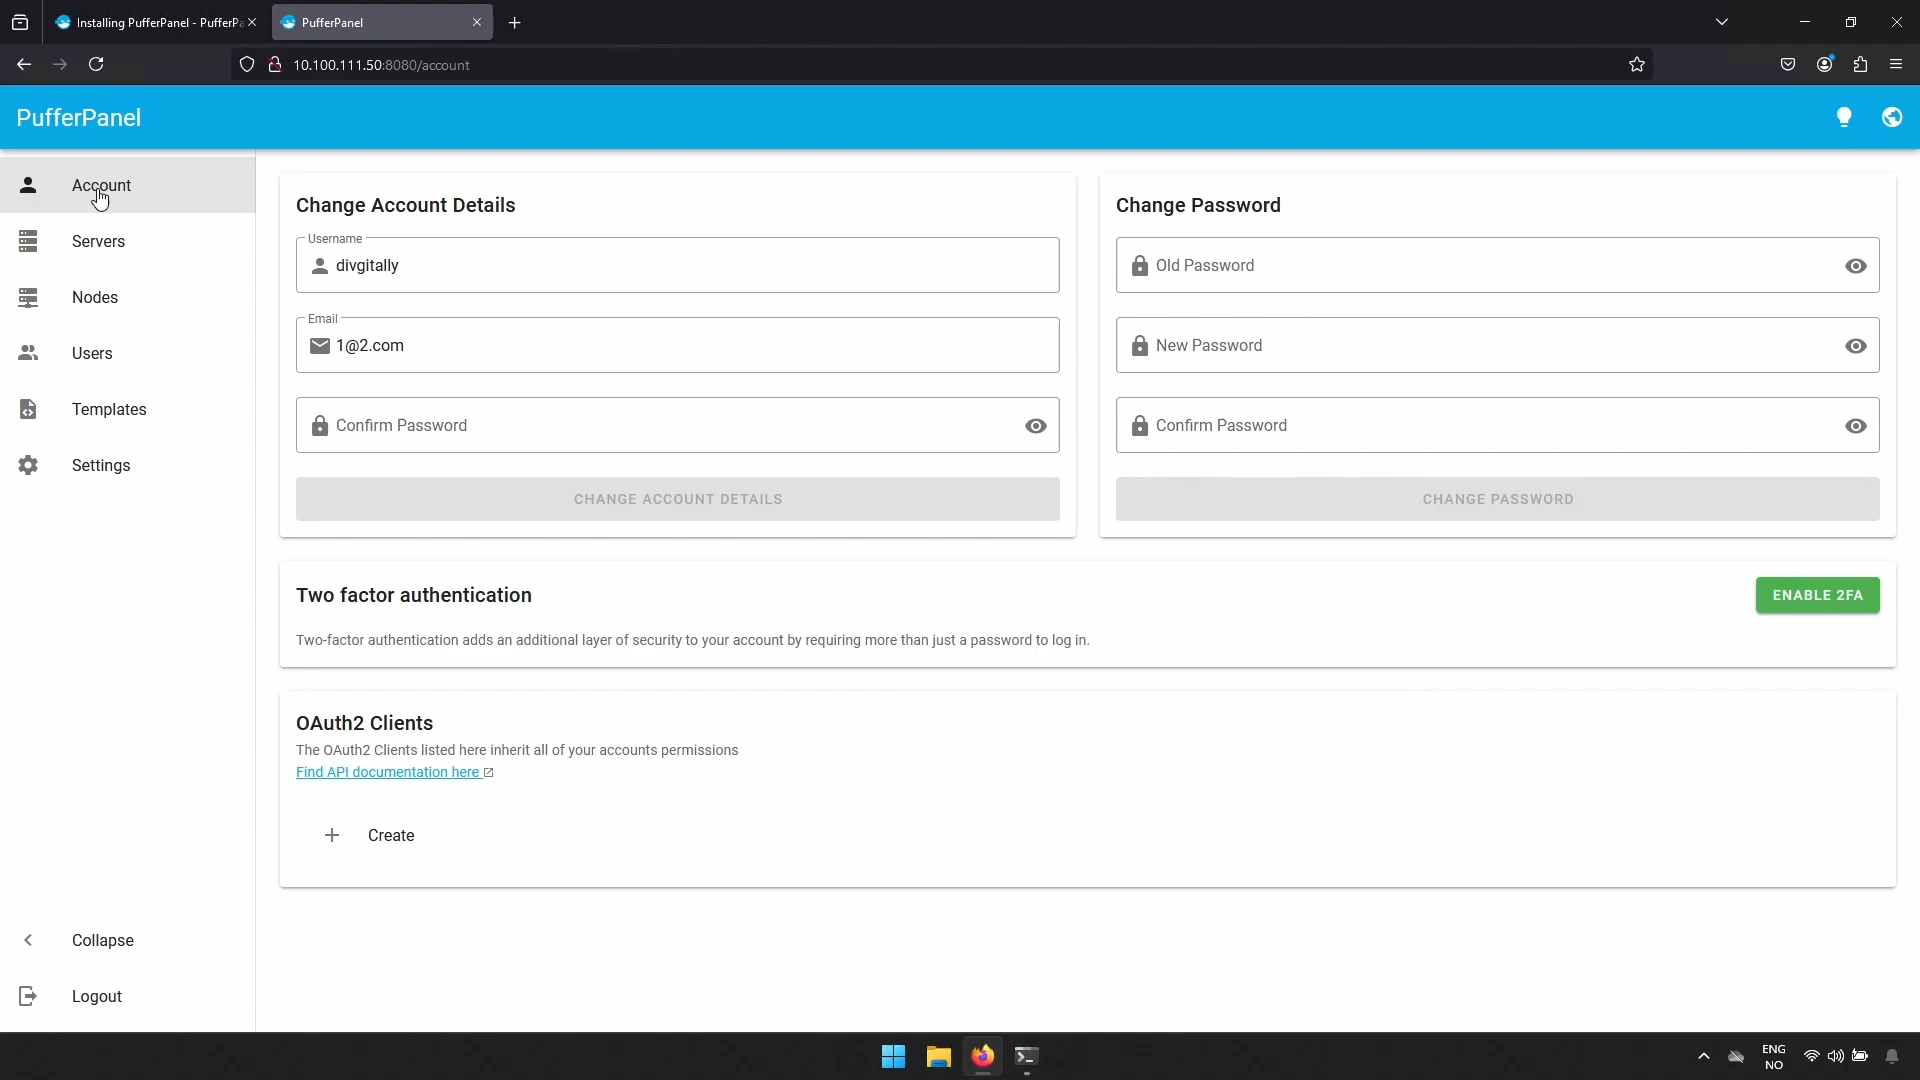 Installing PufferPanel - PufferPa
PufferPanel
10.100.111.50:8080/account
PufferPanel
Account
Servers
Nodes
Users
Templates
Settings
Collapse
Logout
Change Account Details
Username
divgitally
Email
1@2.com
Confirm Password
CHANGE ACCOUNT DETAILS
Change Password
Old Password
New Password
Confirm Password
CHANGE PASSWORD
Two factor authentication
ENABLE 2FA
Two-factor authentication adds an additional layer of security to your account by requiring more than just a password to log in.
OAuth2 Clients
The OAuth2 Clients listed here inherit all of your accounts permissions
Find API documentation here
Create
ENG
NO